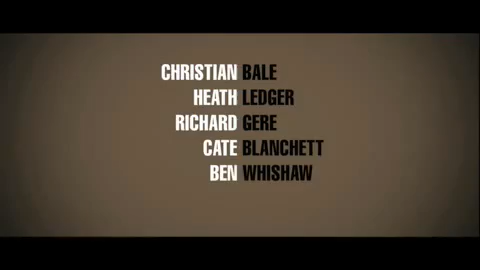 CHRISTIAN BALE
HEATH LEDGER
RICHARD GERE
CATE BLANCHETT
BEN WHISHAW